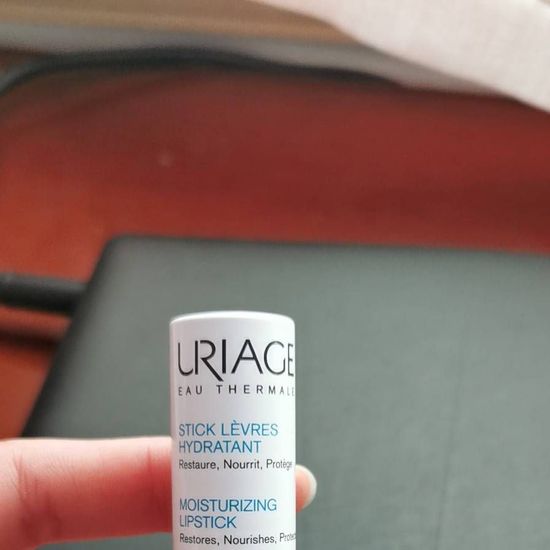 URIAGE
EAU THERMALE
STICK LÈVRES
HYDRATANT
Restaure, Nourrit, Protège
MOISTURIZING
LIPSTICK
Restores, Nourishes,